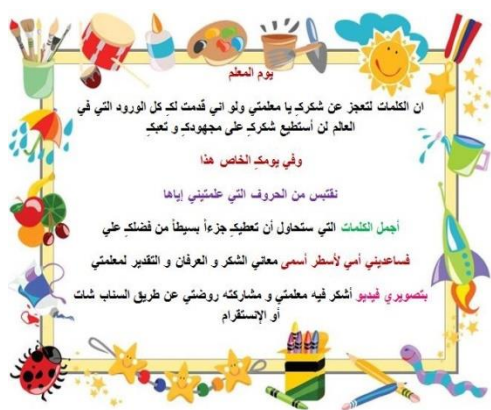 يوم المعلم
ان الكلمات لتعجز عن شكركِ يا معلمتي ولو اني قدمت لكِ كل الورود التي في
العالم لن أستطيع شكركِ على مجهودكِ و تعبكِ
وفي يومكِ الخاص هذا
نقتبس من الحروف التي علمتيني إياها
أجمل الكلمات التي ستحاول أن تعطيكِ جزءاً بسيطاً من فضلكِ علي
فساعديني أمي لأسطر أسمى معاني الشكر و العرفان و التقدير لمعلمتي
بتصويري فيديو أشكر فيه معلمتي و مشاركته روضتي عن طريق السناب شات
أو الإنستقرام